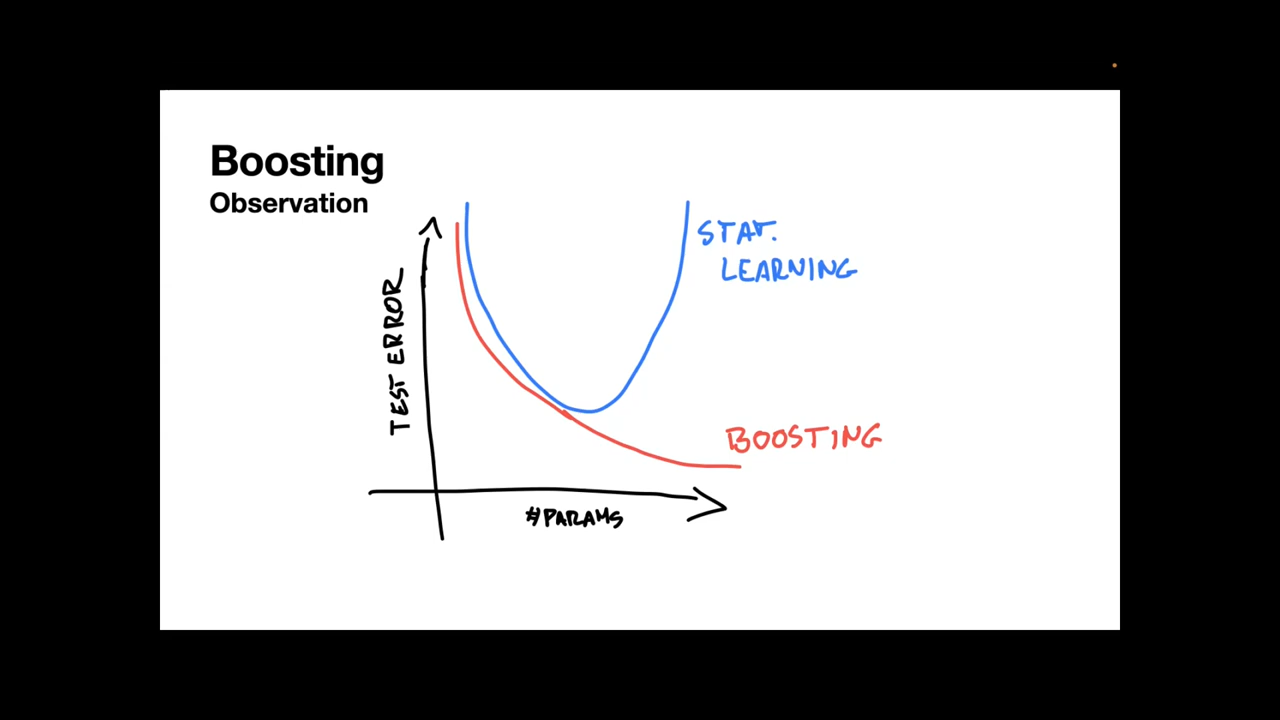 Boosting
Observation
STAT.
LEARNING
TEST ERROR
BOOSTING
#PARAMS